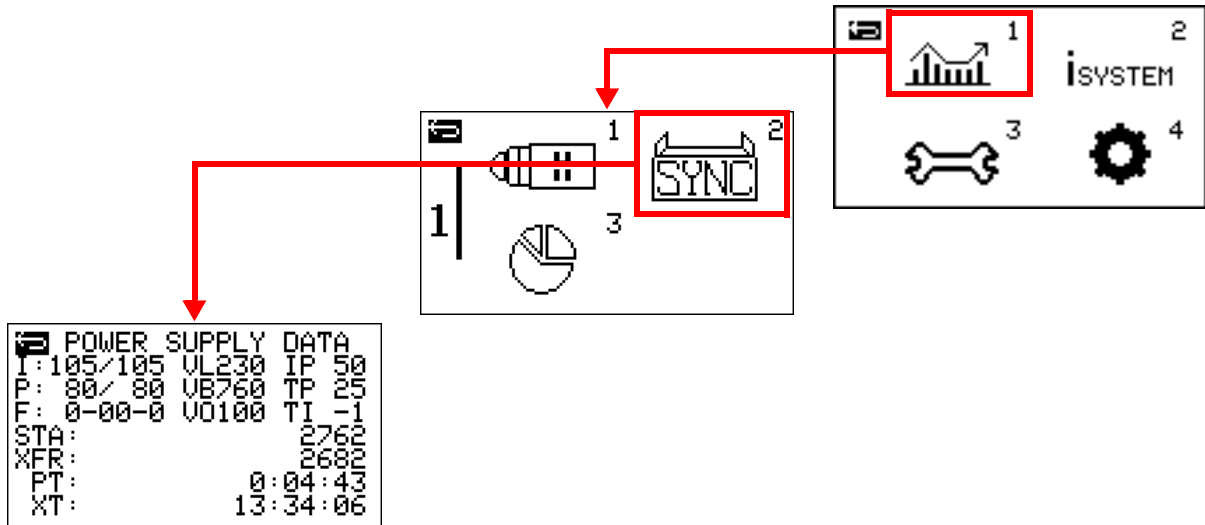 1 2
iSYSTEM
3 4
1 2
SYNC
1
3
POWER SUPPLY DATA
I:105/105 VL230 IP 50
P: 80/ 80 VB760 TP 25
F: 0-00-0 VO100 TI -1
STA: 2762
XFR: 2682
PT: 0:04:43
XT: 13:34:06